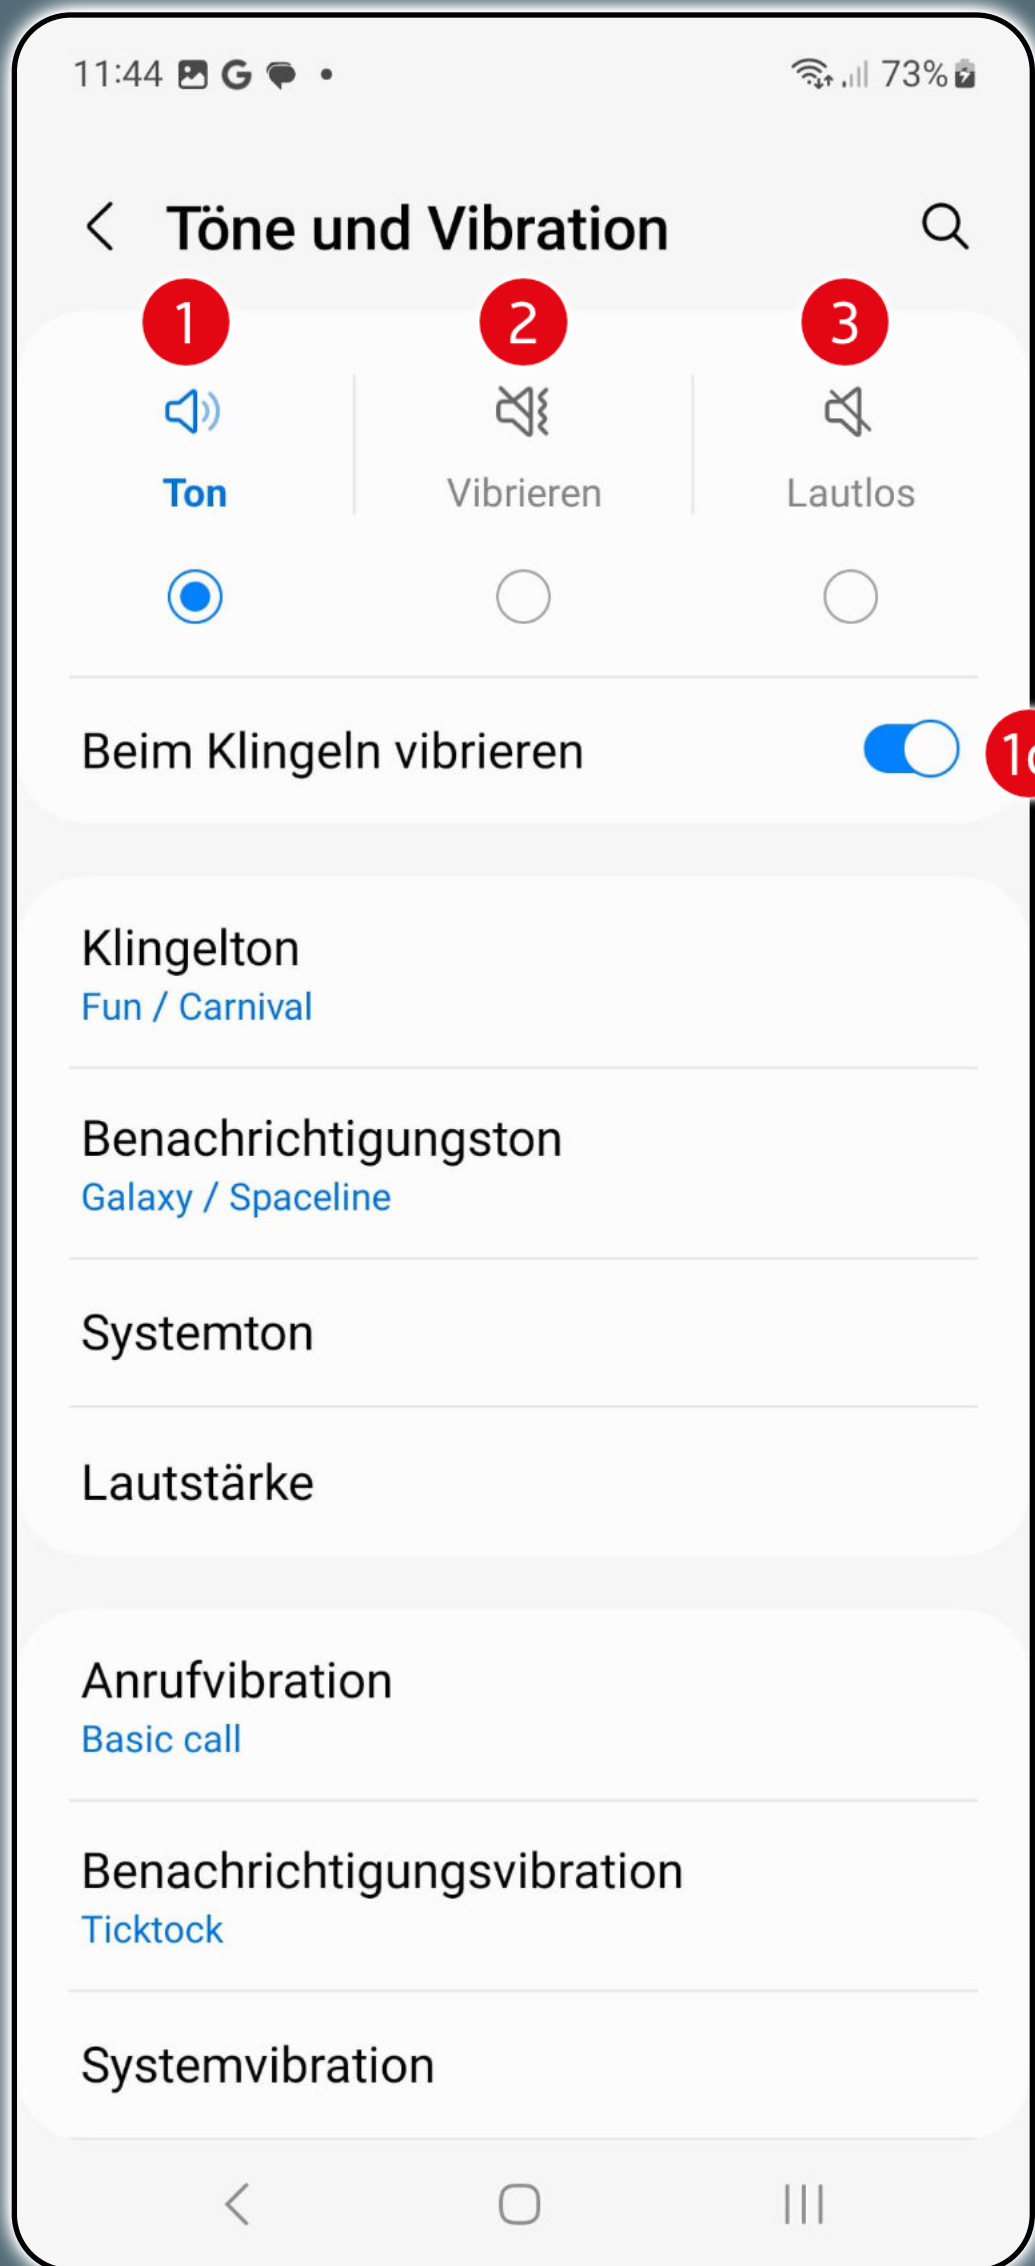 11:44 G 73%
Töne und Vibration
1 2 3
Ton Vibrieren Lautlos
Beim Klingeln vibrieren
Klingelton
Fun / Carnival
Benachrichtigungston
Galaxy / Spaceline
Systemton
Lautstärke
Anrufvibration
Basic call
Benachrichtigungsvibration
Ticktock
Systemvibration